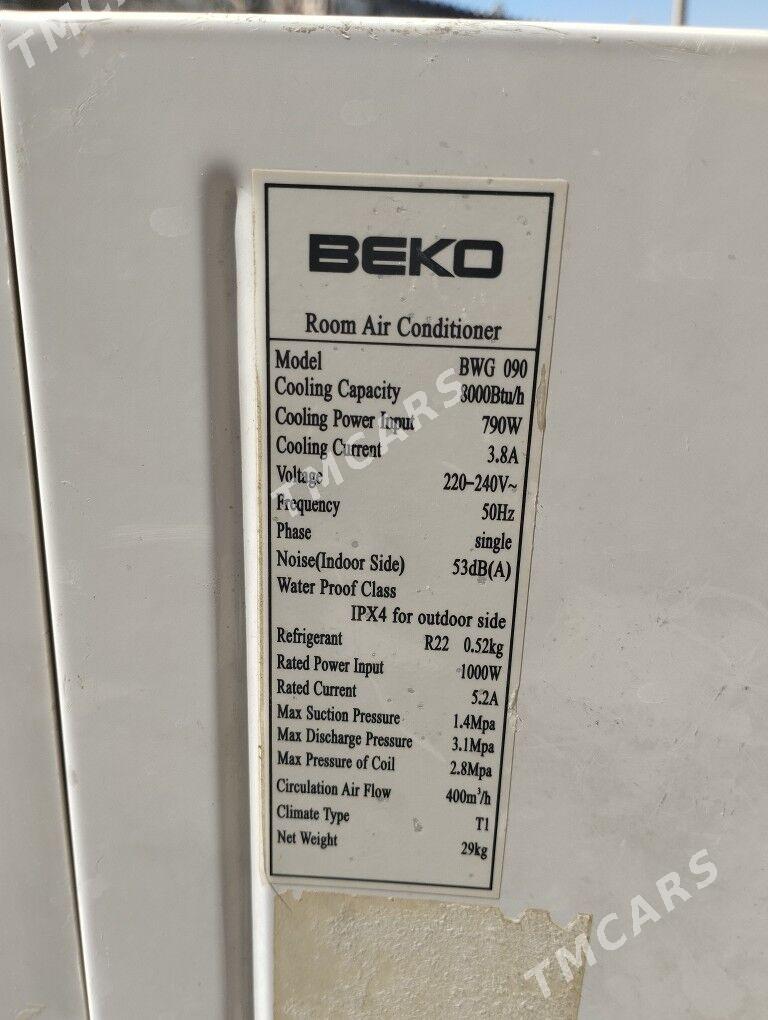 TMCARS
BEKO
Room Air Conditioner
Model BWG 090
Cooling Capacity 8000Btu/h
Cooling Power Input 790W
Cooling Current 3.8A
Voltage 220-240V~
Frequency 50Hz
Phase single
Noise(Indoor Side) 53dB(A)
Water Proof Class
IPX4 for outdoor side
Refrigerant R22 0.52kg
Rated Power Input 1000W
Rated Current 5.2A
Max Suction Pressure 1.4Mpa
Max Discharge Pressure 3.1Mpa
Max Pressure of Coil 2.8Mpa
Circulation Air Flow 400m³/h
Climate Type T1
Net Weight 29kg
TMCARS
TMCARS